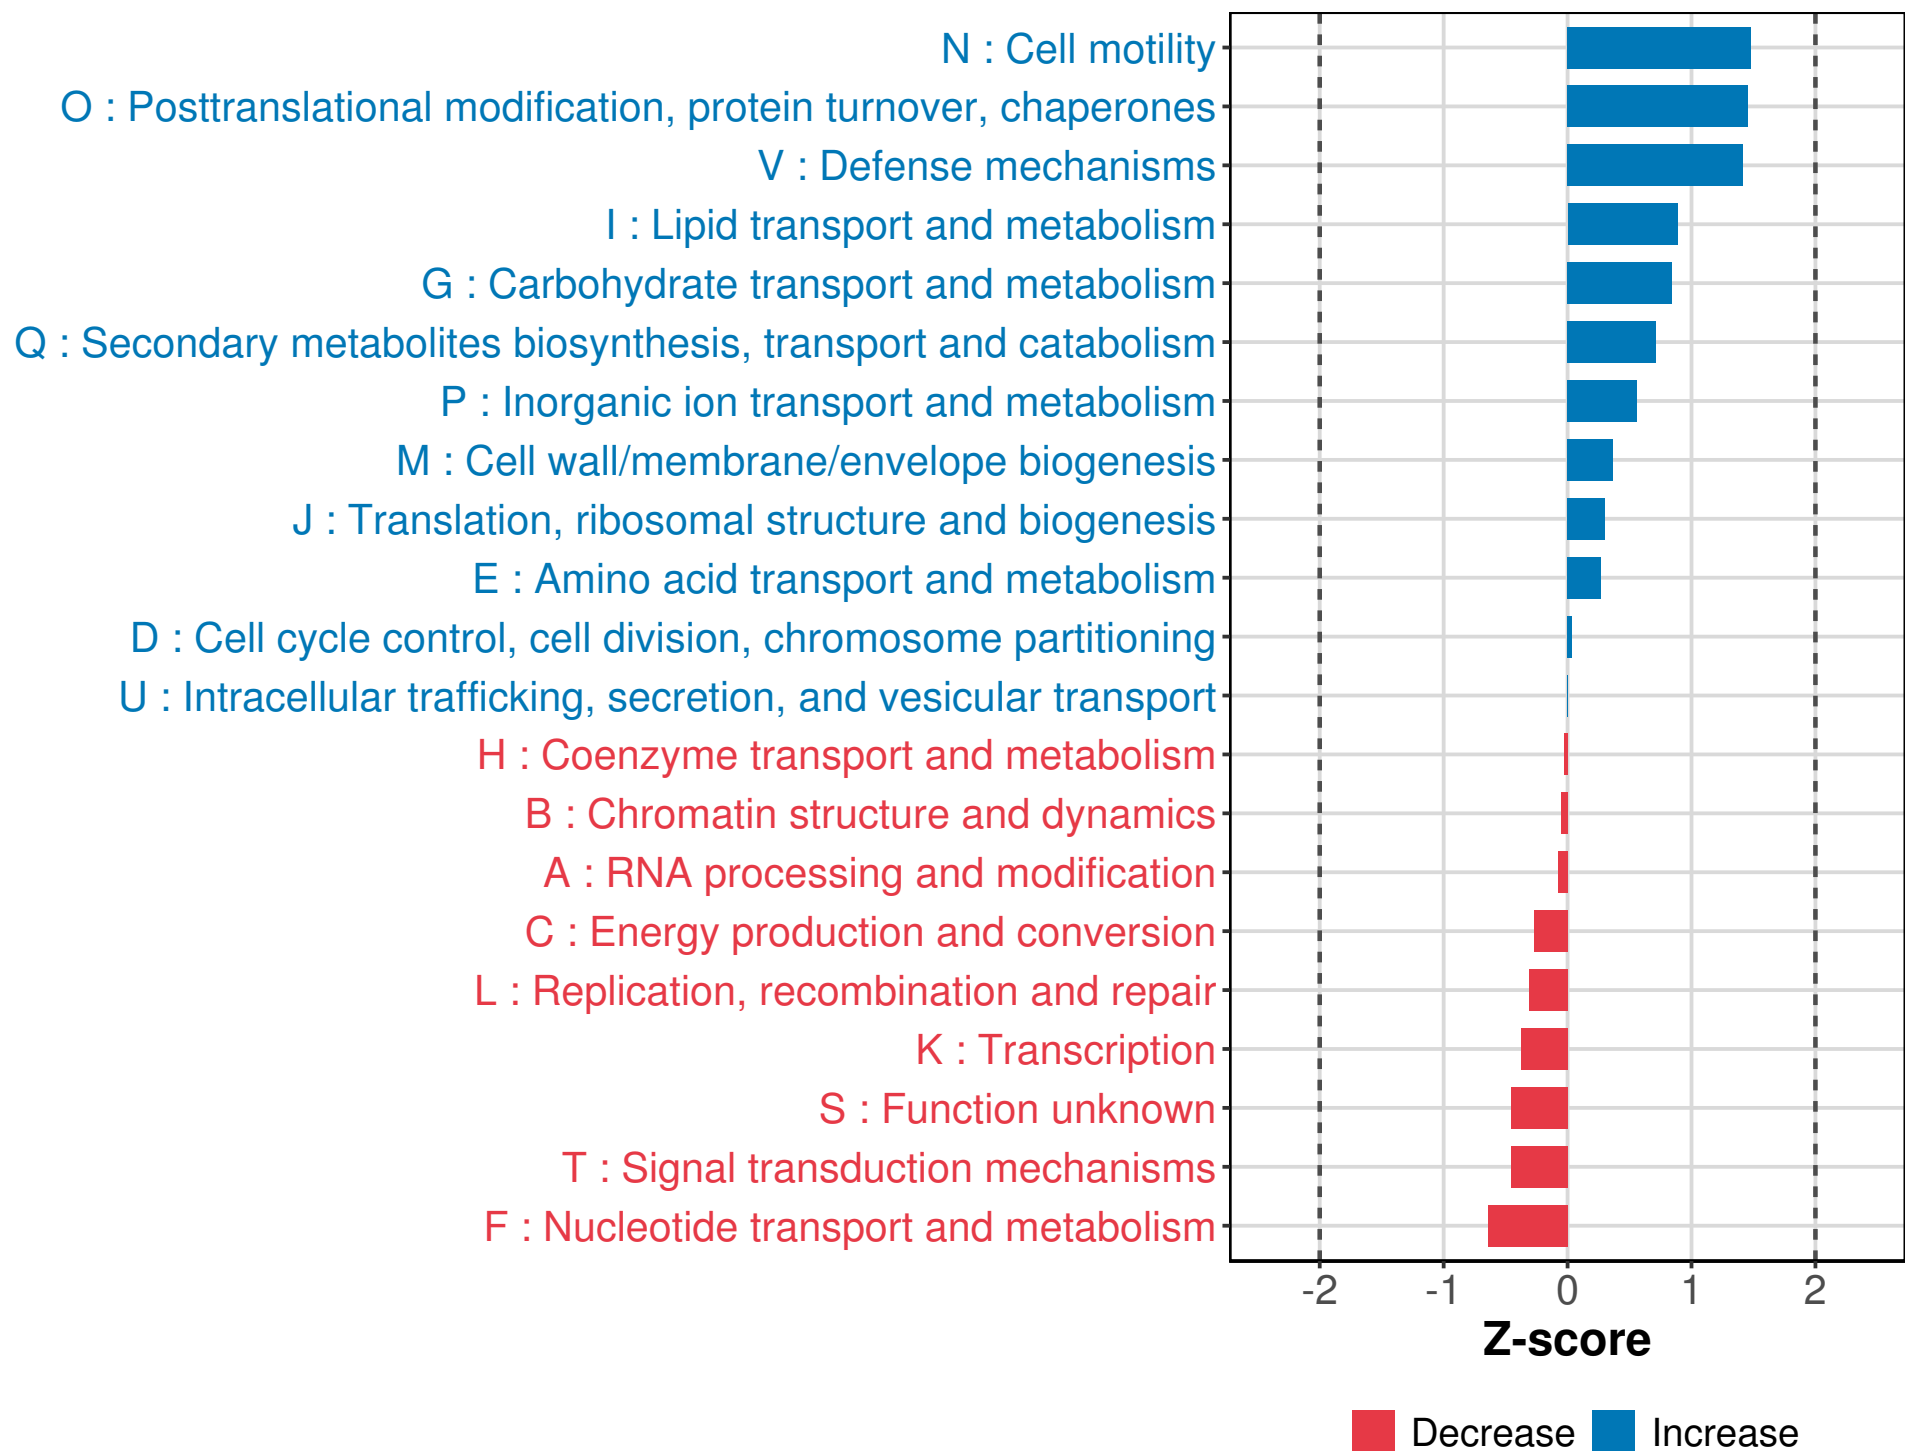 N : Cell motility
O : Posttranslational modification, protein turnover, chaperones
V : Defense mechanisms
I : Lipid transport and metabolism
G : Carbohydrate transport and metabolism
Q : Secondary metabolites biosynthesis, transport and catabolism
P : Inorganic ion transport and metabolism
M : Cell wall/membrane/envelope biogenesis
J : Translation, ribosomal structure and biogenesis
E : Amino acid transport and metabolism
D : Cell cycle control, cell division, chromosome partitioning
U : Intracellular trafficking, secretion, and vesicular transport
H : Coenzyme transport and metabolism
B : Chromatin structure and dynamics
A : RNA processing and modification
C : Energy production and conversion
L : Replication, recombination and repair
K : Transcription
S : Function unknown
T : Signal transduction mechanisms
F : Nucleotide transport and metabolism
-2 -1 0 1 2
Z-score
Decrease Increase